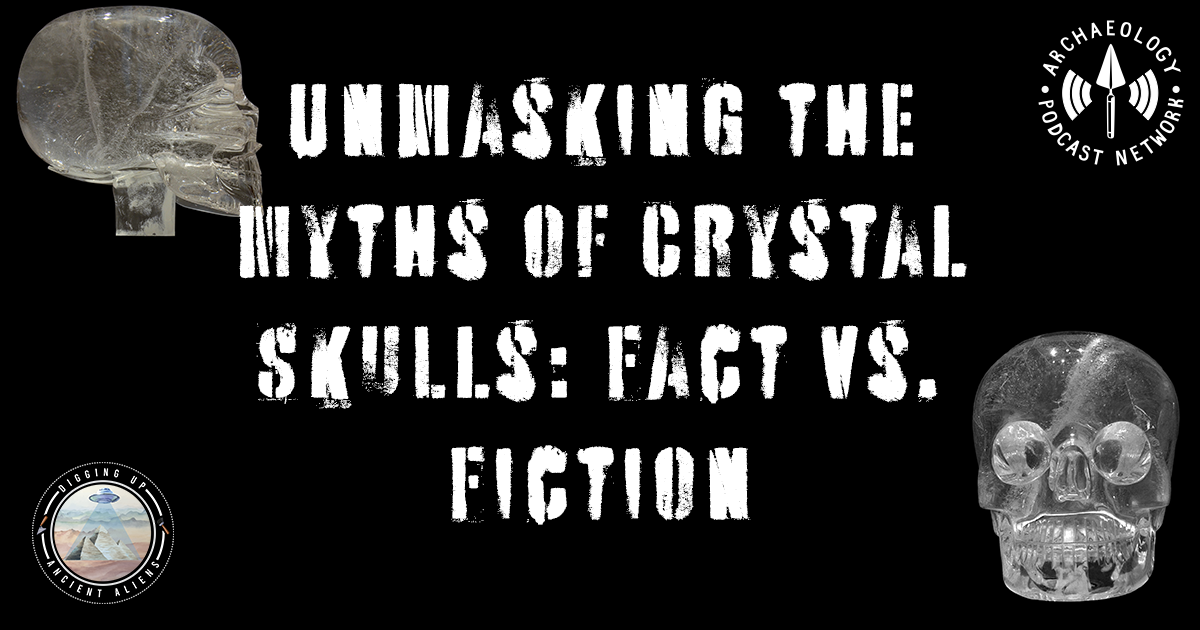 UNMASKING THE
MYTHS OF CRYSTAL
SKULLS: FACT VS.
FICTION
ARCHAEOLOGY
• PODCAST NETWORK •
DIGGING UP
ANCIENT ALIENS